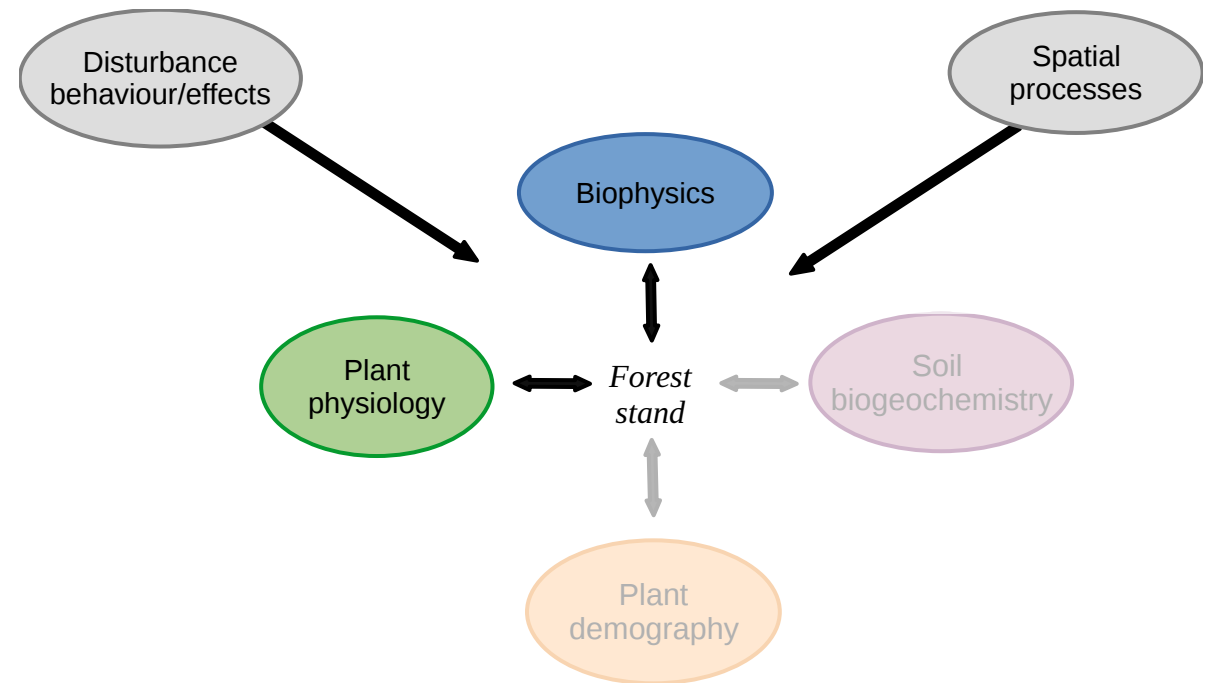 Disturbance
behaviour/effects
Spatial
processes
Biophysics
Plant
physiology
Forest
stand
Soil
biogeochemistry
Plant
demography